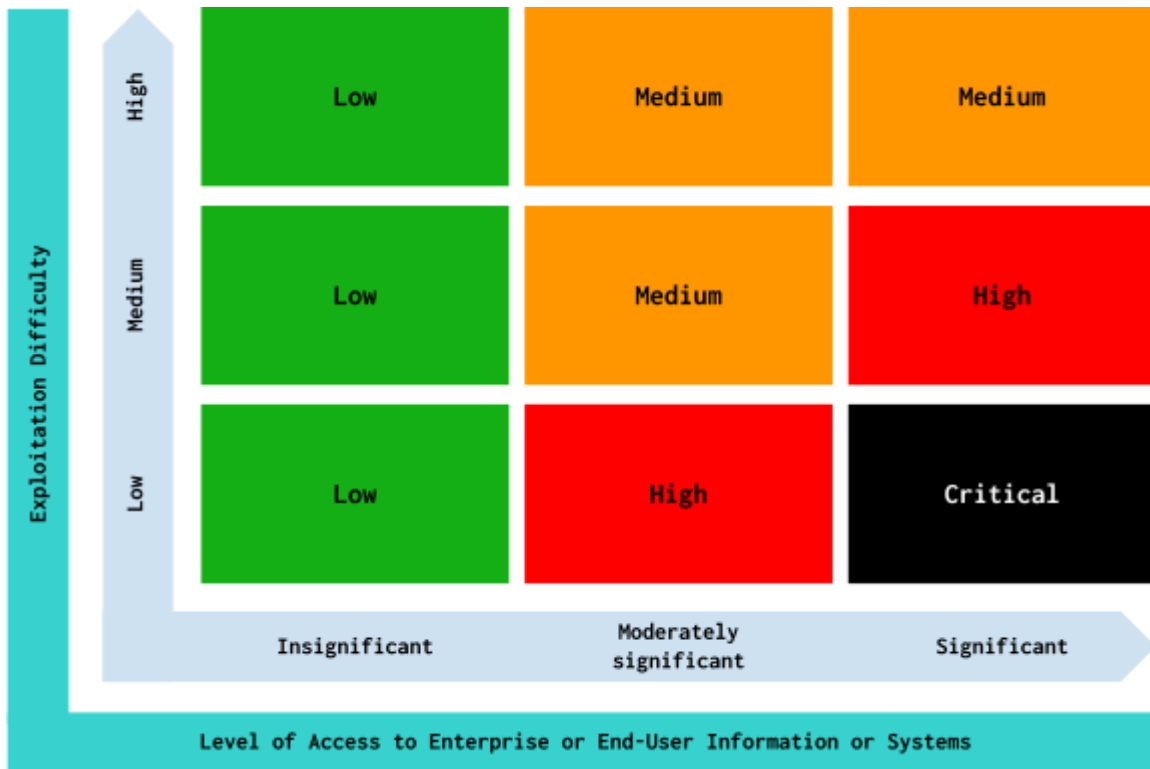 Exploitation Difficulty
High
Low
Medium
Medium
Medium
Low
Medium
High
Low
Low
High
Critical
Insignificant
Moderately
significant
Significant
Level of Access to Enterprise or End-User Information or Systems